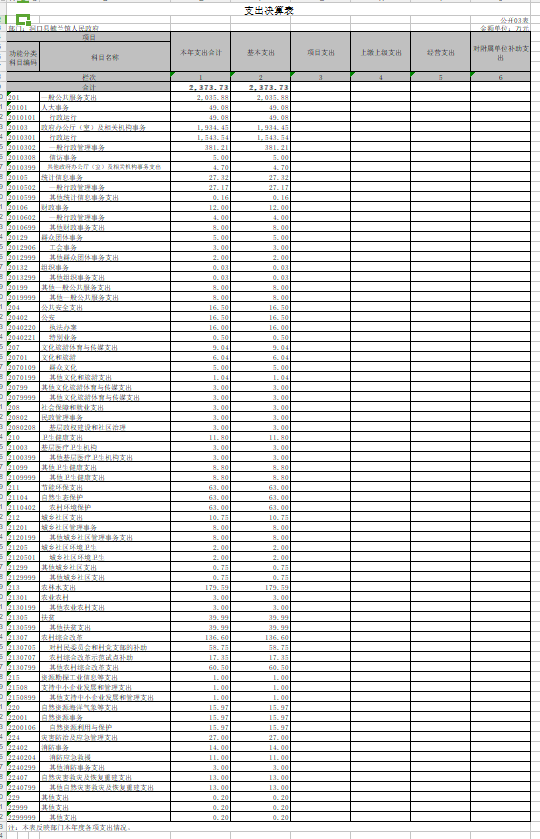 支出决算表
公开03表
部门：洞口县毓兰镇人民政府 金额单位：万元
项目 本年支出合计 基本支出 项目支出 上缴上级支出 经营支出 对附属单位补助支出
功能分类科目编码 科目名称
栏次 1 2 3 4 5 6
合计 2,373.73 2,373.73
201 一般公共服务支出 2,035.88 2,035.88
20101 人大事务 49.08 49.08
2010101 行政运行 49.08 49.08
20103 政府办公厅（室）及相关机构事务 1,934.45 1,934.45
2010301 行政运行 1,543.54 1,543.54
2010302 一般行政管理事务 381.21 381.21
2010308 信访事务 5.00 5.00
2010399 其他政府办公厅（室）及相关机构事务支出 4.70 4.70
20105 统计信息事务 27.32 27.32
2010502 一般行政管理事务 27.17 27.17
2010599 其他统计信息事务支出 0.16 0.16
20106 财政事务 12.00 12.00
2010602 一般行政管理事务 4.00 4.00
2010699 其他财政事务支出 8.00 8.00
20129 群众团体事务 5.00 5.00
2012906 工会事务 3.00 3.00
2012999 其他群众团体事务支出 2.00 2.00
20132 组织事务 0.03 0.03
2013299 其他组织事务支出 0.03 0.03
20199 其他一般公共服务支出 8.00 8.00
2019999 其他一般公共服务支出 8.00 8.00
204 公共安全支出 16.50 16.50
20402 公安 16.50 16.50
2040220 执法办案 16.00 16.00
2040221 特别业务 0.50 0.50
207 文化旅游体育与传媒支出 9.04 9.04
20701 文化和旅游 6.04 6.04
2070109 群众文化 5.00 5.00
2070199 其他文化和旅游支出 1.04 1.04
20799 其他文化旅游体育与传媒支出 3.00 3.00
2079999 其他文化旅游体育与传媒支出 3.00 3.00
208 社会保障和就业支出 3.00 3.00
20802 民政管理事务 3.00 3.00
2080208 基层政权建设和社区治理 3.00 3.00
210 卫生健康支出 11.80 11.80
21003 基层医疗卫生机构 3.00 3.00
2100399 其他基层医疗卫生机构支出 3.00 3.00
21099 其他卫生健康支出 8.80 8.80
2109999 其他卫生健康支出 8.80 8.80
211 节能环保支出 63.00 63.00
21104 自然生态保护 63.00 63.00
2110402 农村环境保护 63.00 63.00
212 城乡社区支出 10.75 10.75
21201 城乡社区管理事务 8.00 8.00
2120199 其他城乡社区管理事务支出 8.00 8.00
21205 城乡社区环境卫生 2.00 2.00
2120501 城乡社区环境卫生 2.00 2.00
21299 其他城乡社区支出 0.75 0.75
2129999 其他城乡社区支出 0.75 0.75
213 农林水支出 179.59 179.59
21301 农业农村 3.00 3.00
2130199 其他农业农村支出 3.00 3.00
21305 扶贫 39.99 39.99
2130599 其他扶贫支出 39.99 39.99
21307 农村综合改革 136.60 136.60
2130705 对村民委员会和村党支部的补助 58.75 58.75
2130707 农村综合改革示范试点补助 17.35 17.35
2130799 其他农村综合改革支出 60.50 60.50
215 资源勘探工业信息等支出 1.00 1.00
21508 支持中小企业发展和管理支出 1.00 1.00
2150899 其他支持中小企业发展和管理支出 1.00 1.00
220 自然资源海洋气象等支出 15.97 15.97
22001 自然资源事务 15.97 15.97
2200106 自然资源利用与保护 15.97 15.97
224 灾害防治及应急管理支出 27.00 27.00
22402 消防事务 14.00 14.00
2240204 消防应急救援 11.00 11.00
2240299 其他消防事务支出 3.00 3.00
22407 自然灾害救灾及恢复重建支出 13.00 13.00
2240799 其他自然灾害救灾及恢复重建支出 13.00 13.00
229 其他支出 0.20 0.20
22999 其他支出 0.20 0.20
2299999 其他支出 0.20 0.20
注：本表反映部门本年度各项支出情况。